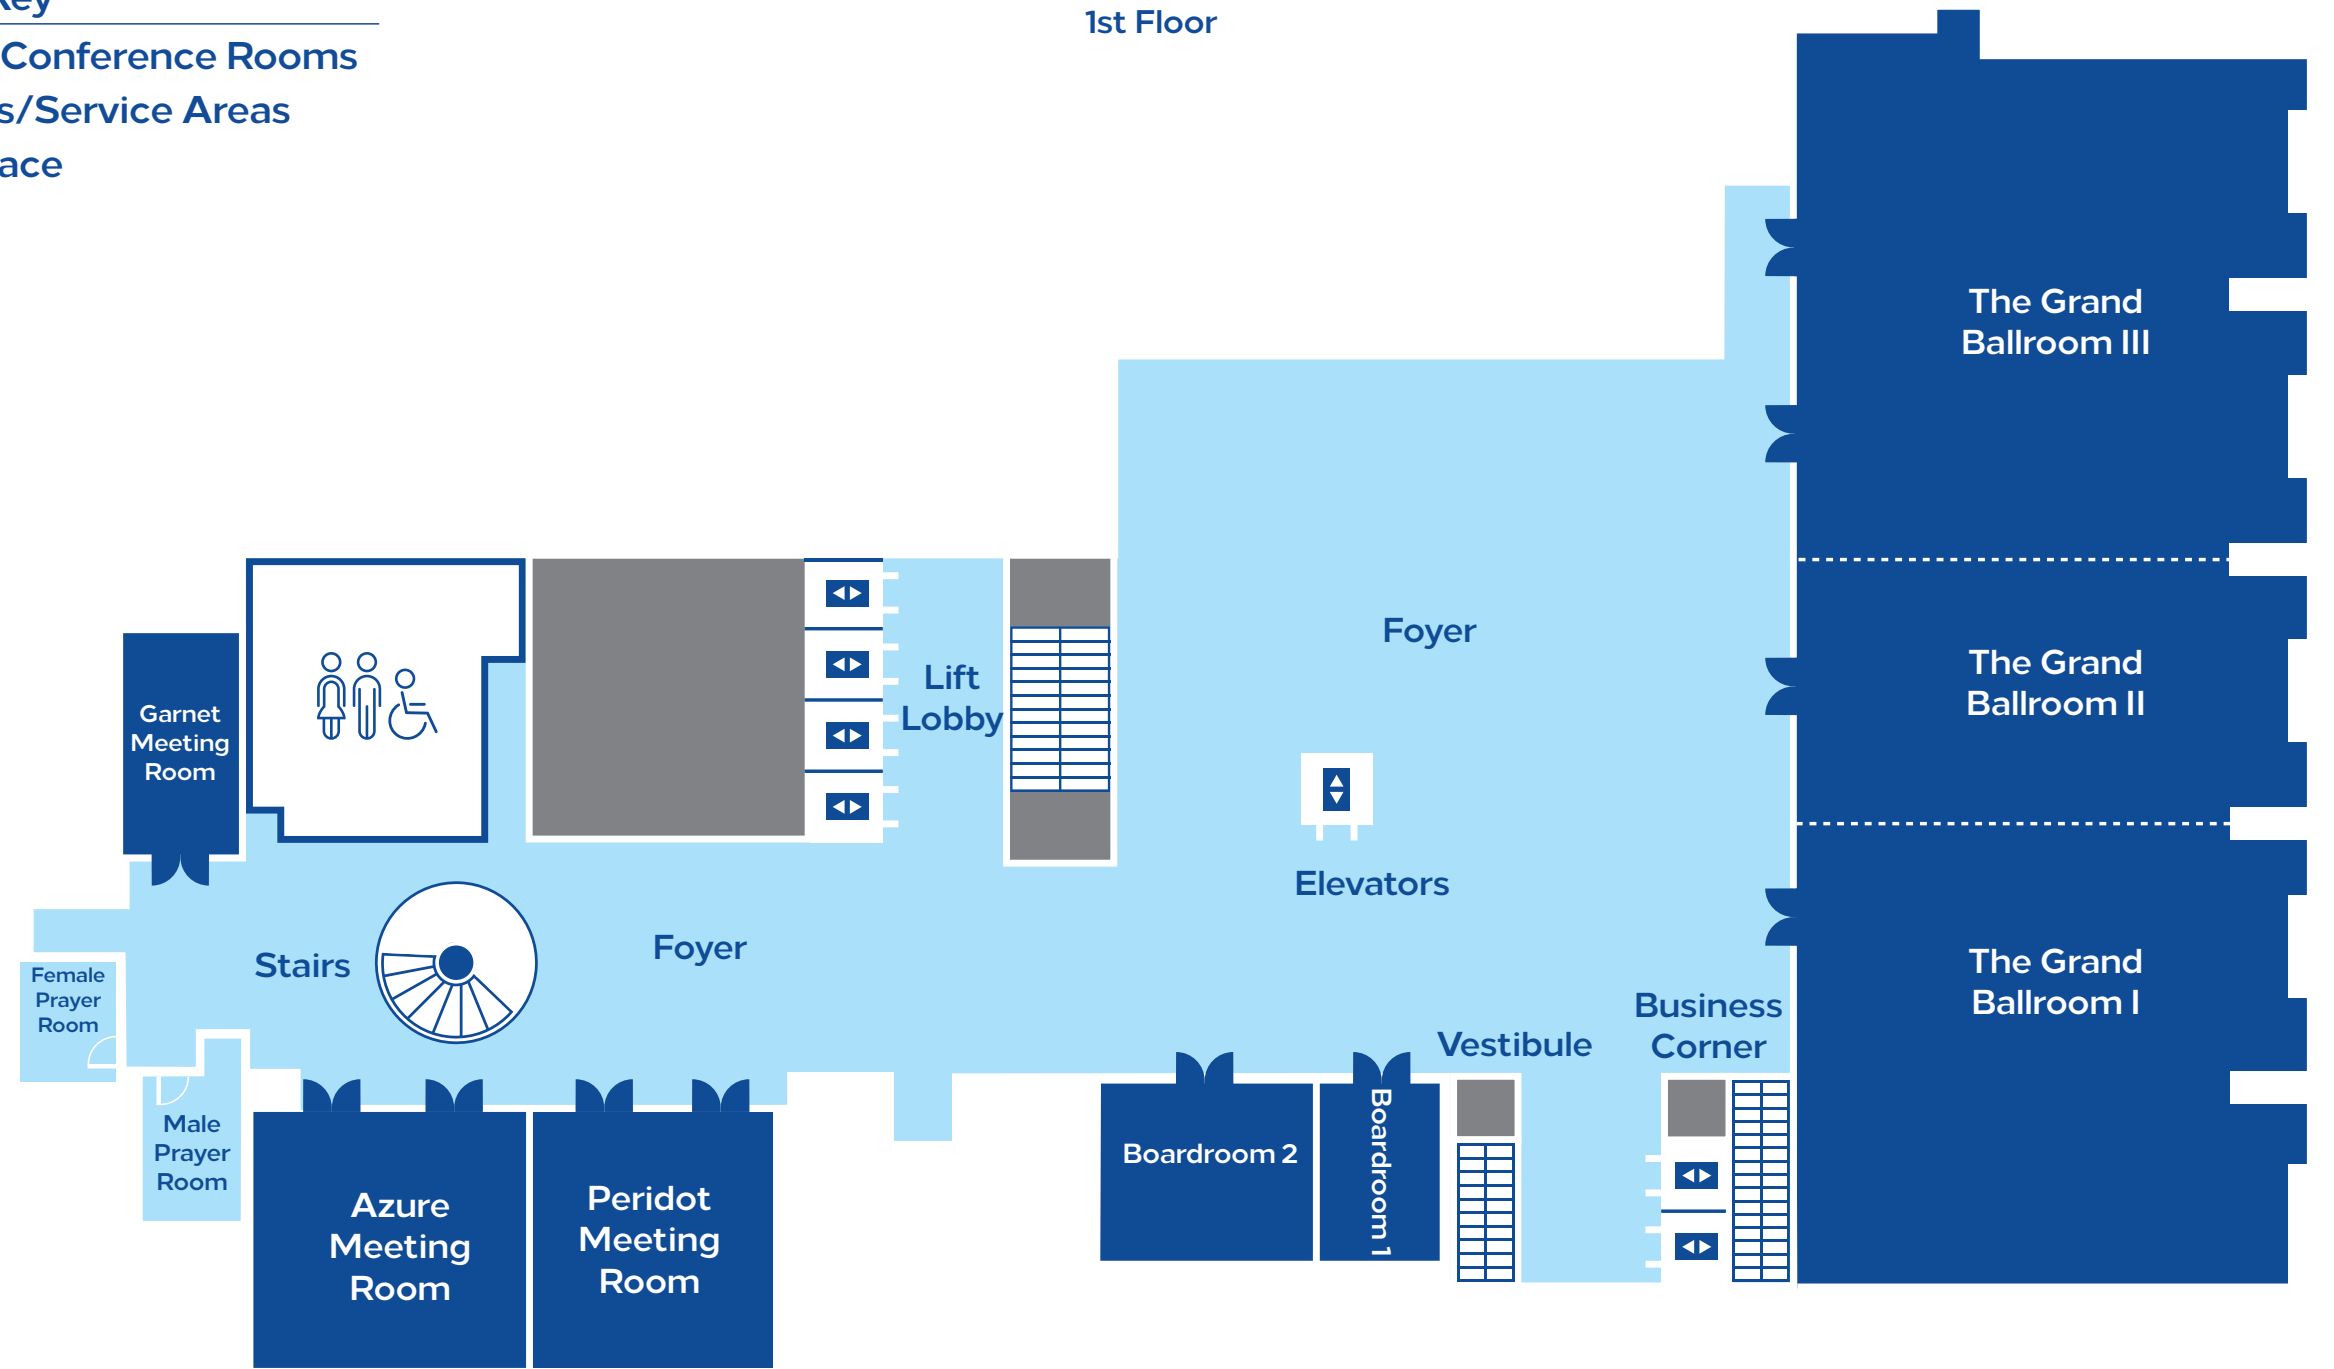 Key
1st Floor
Conference Rooms
s/Service Areas
ace
The Grand
Ballroom III
Foyer
The Grand
Ballroom II
Lift
Lobby
Garnet
Meeting
Room
Elevators
Stairs
Foyer
The Grand
Ballroom I
Female
Prayer
Room
Business
Corner
Vestibule
Male
Prayer
Room
Boardroom 2
Boardroom 1
Azure
Meeting
Room
Peridot
Meeting
Room